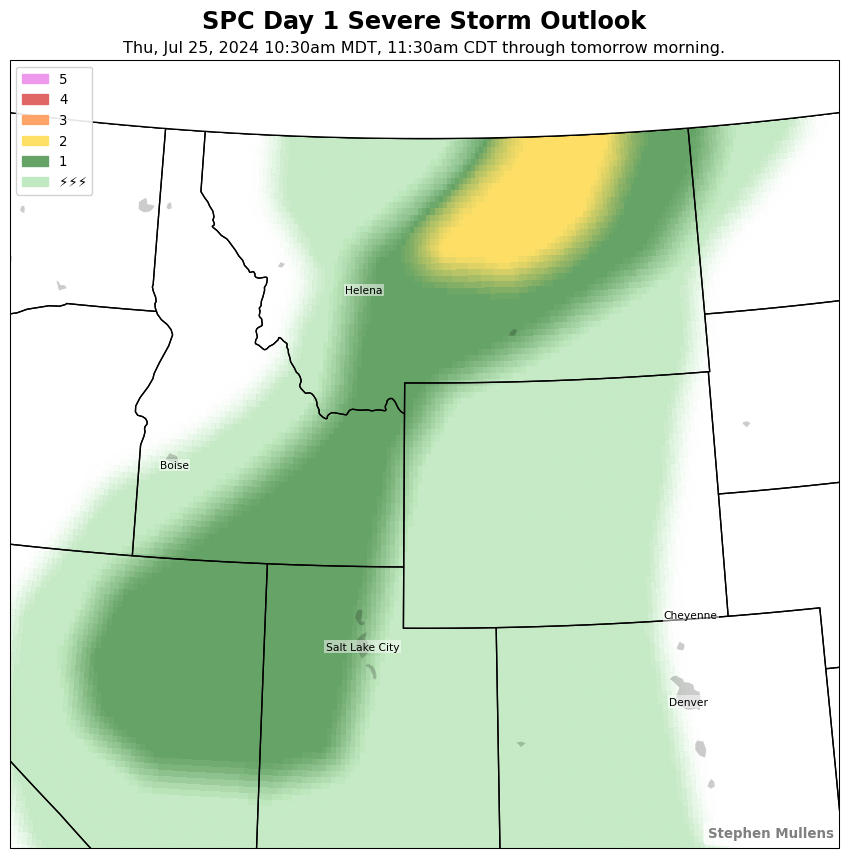 SPC Day 1 Severe Storm Outlook
Thu, Jul 25, 2024 10:30am MDT, 11:30am CDT through tomorrow morning.
5
4
3
2
1
⚡⚡⚡
Helena
Boise
Cheyenne
Salt Lake City
Denver
Stephen Mullens